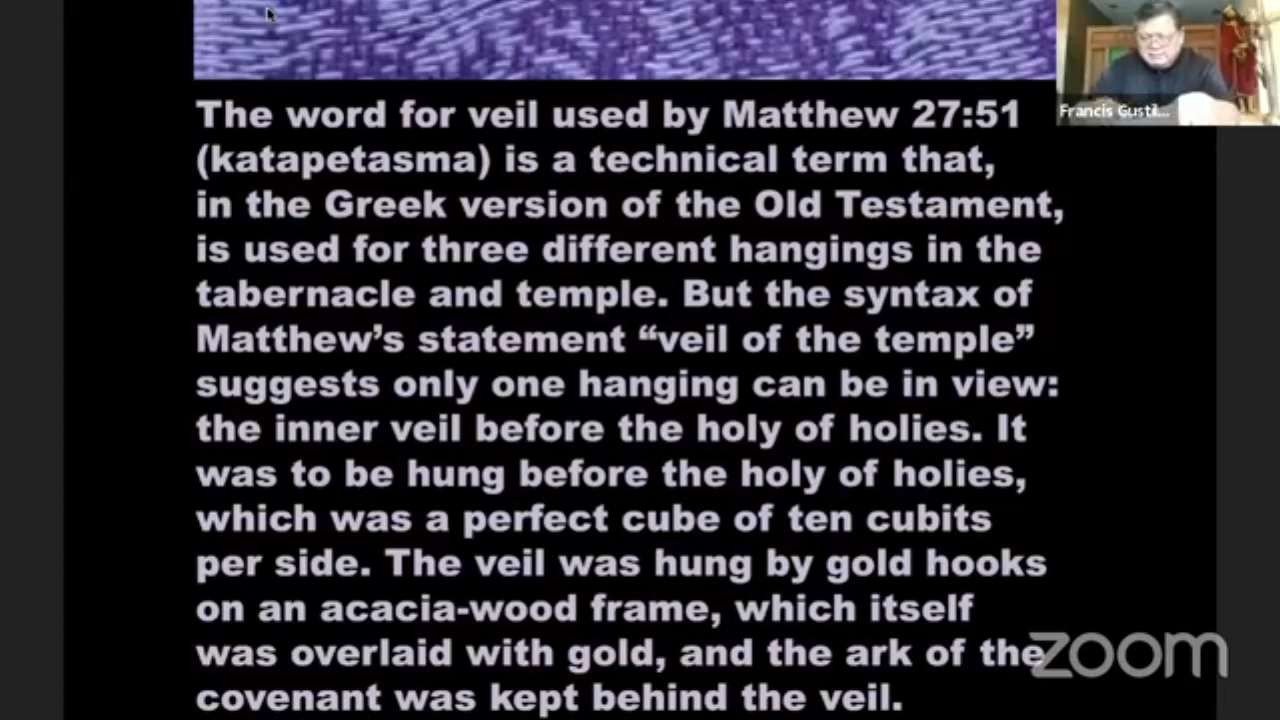 Francis Gustil...
The word for veil used by Matthew 27:51
(katapetasma) is a technical term that,
in the Greek version of the Old Testament,
is used for three different hangings in the
tabernacle and temple. But the syntax of
Matthew’s statement “veil of the temple”
suggests only one hanging can be in view:
the inner veil before the holy of holies. It
was to be hung before the holy of holies,
which was a perfect cube of ten cubits
per side. The veil was hung by gold hooks
on an acacia-wood frame, which itself
was overlaid with gold, and the ark of the
covenant was kept behind the veil.
zoom